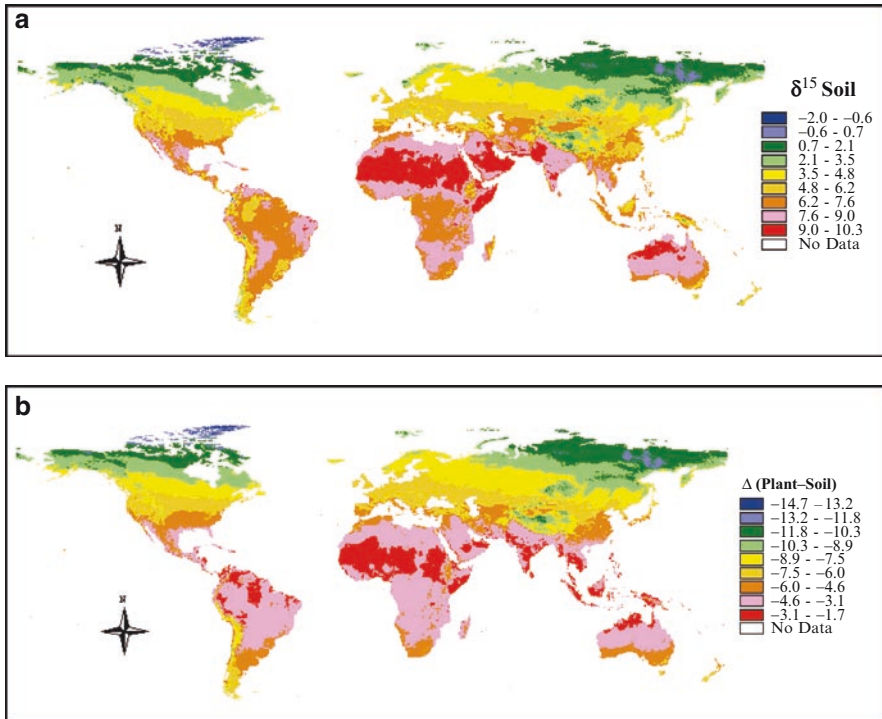 a
δ¹⁵ Soil
−2.0 - −0.6
−0.6 - 0.7
0.7 - 2.1
2.1 - 3.5
3.5 - 4.8
4.8 - 6.2
6.2 - 7.6
7.6 - 9.0
9.0 - 10.3
No Data
N
b
Δ (Plant–Soil)
−14.7 −13.2
−13.2 - −11.8
−11.8 - −10.3
−10.3 - −8.9
−8.9 - −7.5
−7.5 - −6.0
−6.0 - −4.6
−4.6 - −3.1
−3.1 - −1.7
No Data
N